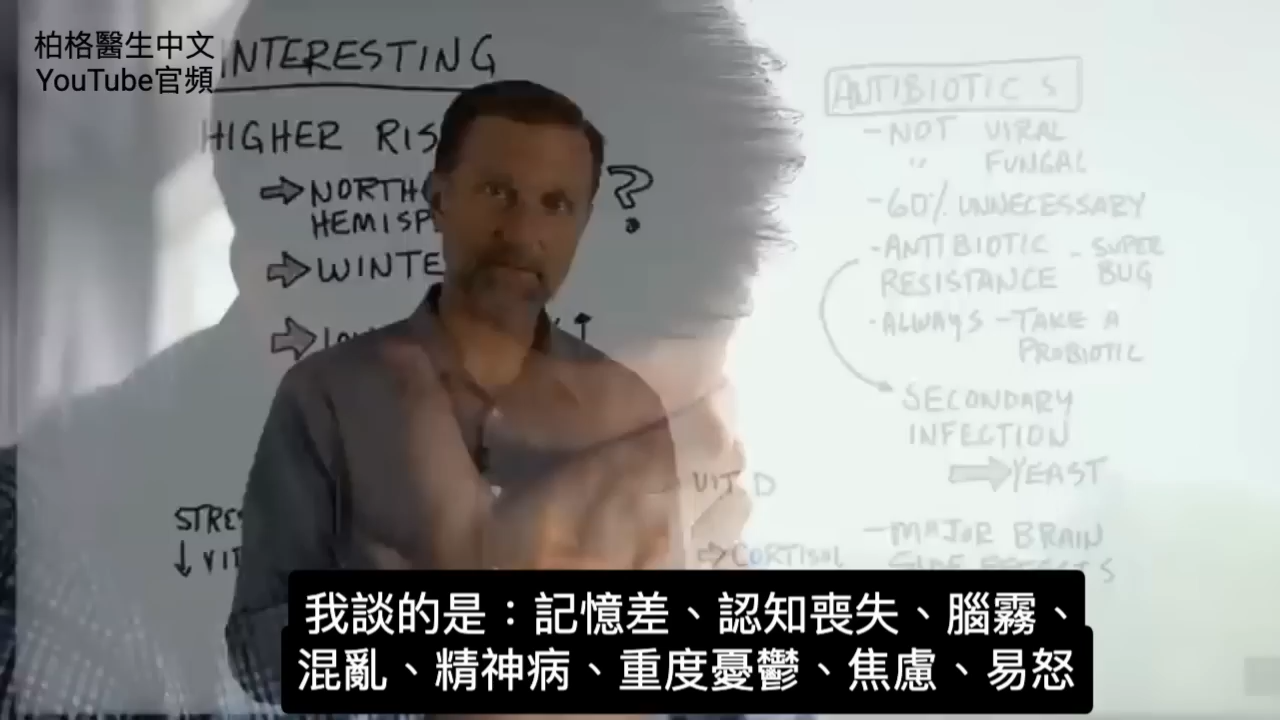 柏格醫生中文
YouTube官頻
INTERESTING
HIGHER
⇒
HEMISP
⇒
⇒
?
↑
↓
VIT D
⇒CORTISOL
ANTIBIOTICS
- NOT VIRAL
" FUNGAL
- 60% UNNECESSARY
- ANTIBIOTIC - SUPER
RESISTANCE BUG
- ALWAYS - TAKE A
PROBIOTIC
SECONDARY
INFECTION
⇒YEAST
- MAJOR BRAIN
SIDE EFFECTS
我談的是：記憶差、認知喪失、腦霧、
混亂、精神病、重度憂鬱、焦慮、易怒